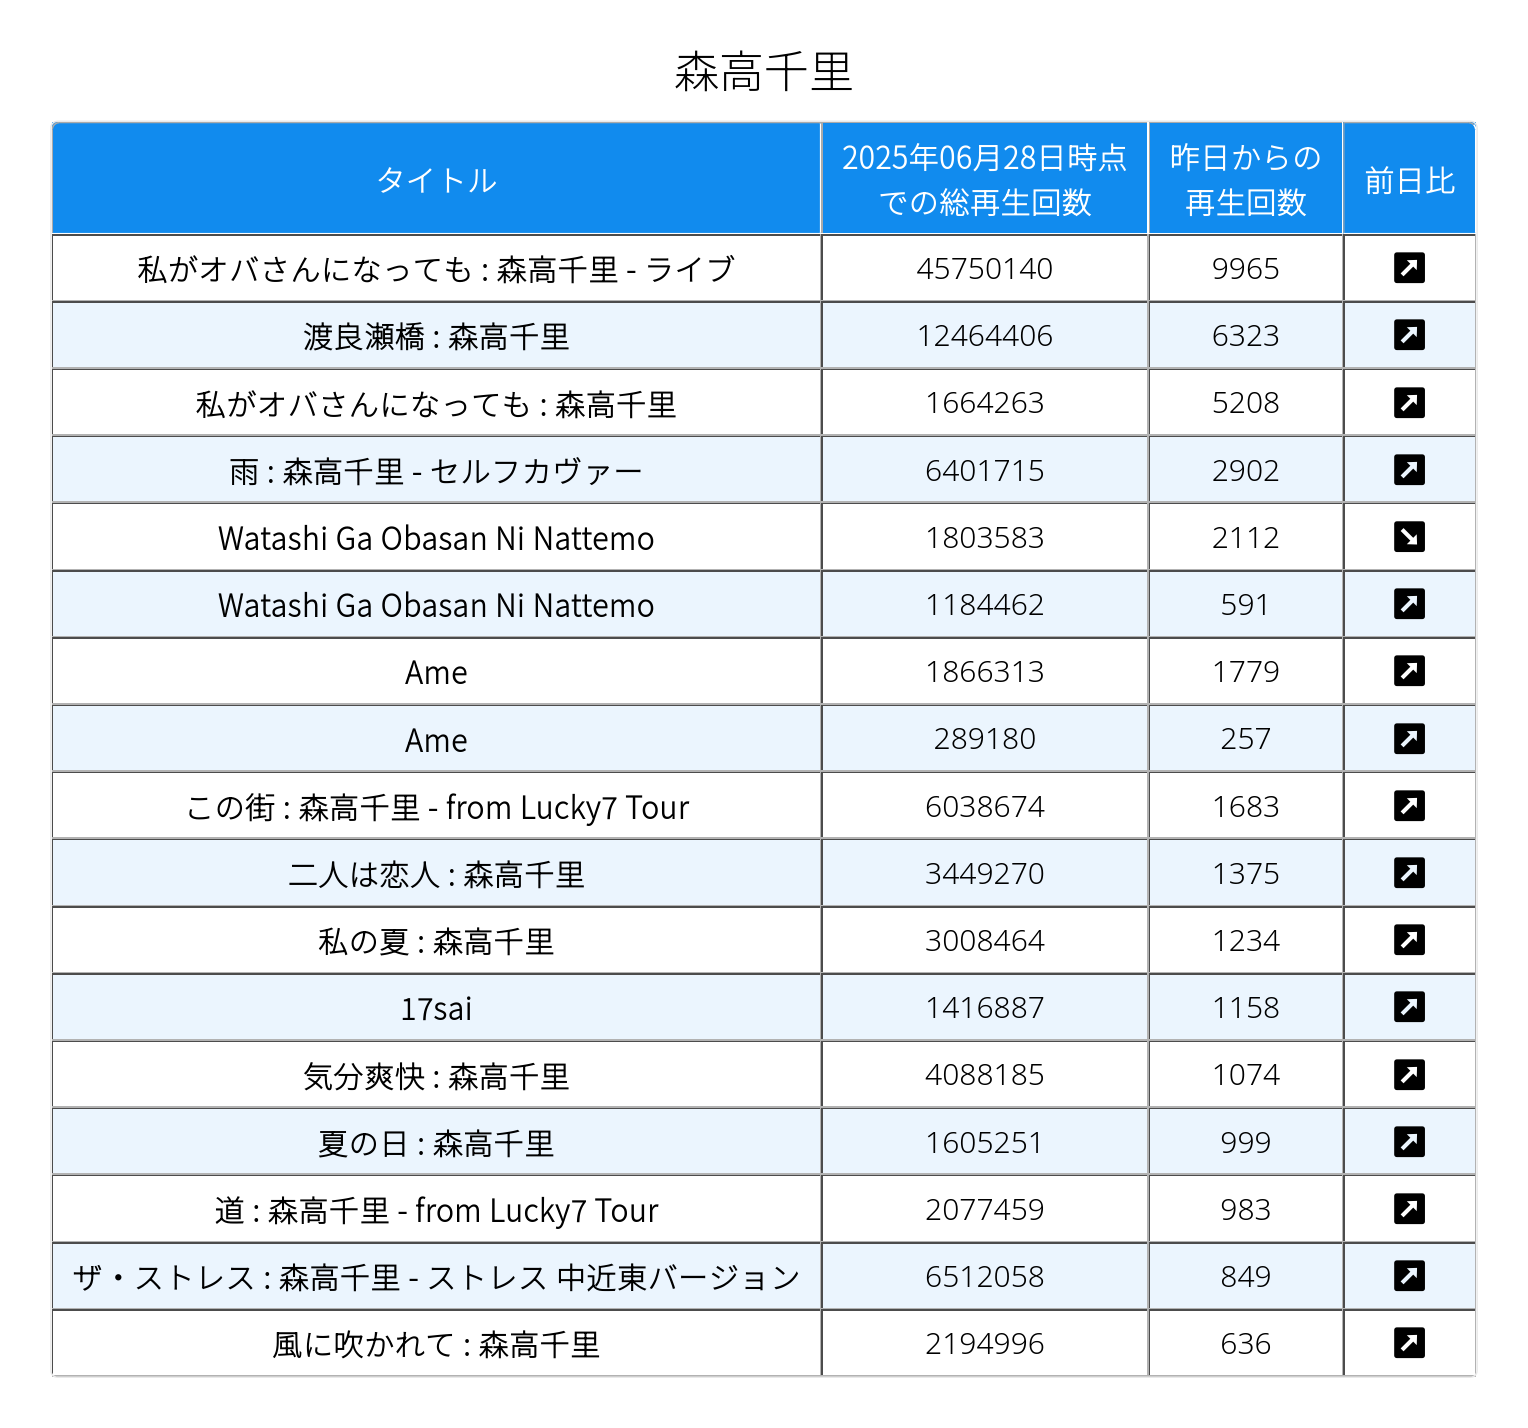 森高千里
タイトル
2025年06月28日時点
での総再生回数
昨日からの
再生回数
前日比
私がオバさんになっても : 森高千里 - ライブ 45750140 9965
渡良瀬橋 : 森高千里 12464406 6323
私がオバさんになっても : 森高千里 1664263 5208
雨 : 森高千里 - セルフカヴァー 6401715 2902
Watashi Ga Obasan Ni Nattemo 1803583 2112
Watashi Ga Obasan Ni Nattemo 1184462 591
Ame 1866313 1779
Ame 289180 257
この街 : 森高千里 - from Lucky7 Tour 6038674 1683
二人は恋人 : 森高千里 3449270 1375
私の夏 : 森高千里 3008464 1234
17sai 1416887 1158
気分爽快 : 森高千里 4088185 1074
夏の日 : 森高千里 1605251 999
道 : 森高千里 - from Lucky7 Tour 2077459 983
ザ・ストレス : 森高千里 - ストレス 中近東バージョン 6512058 849
風に吹かれて : 森高千里 2194996 636